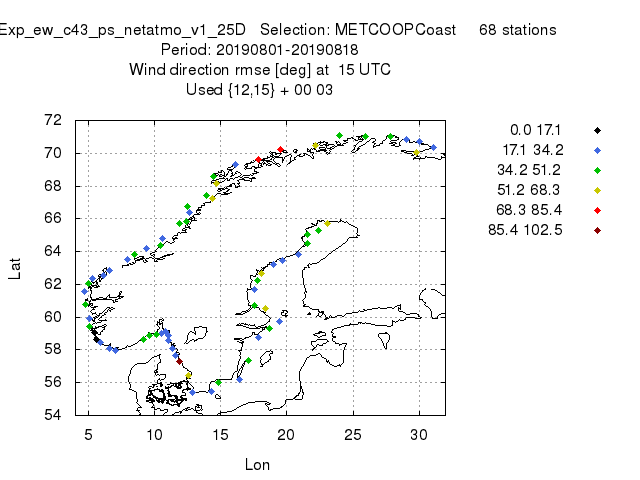 Exp_ew_c43_ps_netatmo_v1_25D Selection: METCOOPCoast 68 stations
Period: 20190801-20190818
Wind direction rmse [deg] at 15 UTC
Used {12,15} + 00 03
72
70
68
66
64
62
60
58
56
54
Lat
5 10 15 20 25 30
Lon
0.0 17.1
17.1 34.2
34.2 51.2
51.2 68.3
68.3 85.4
85.4 102.5